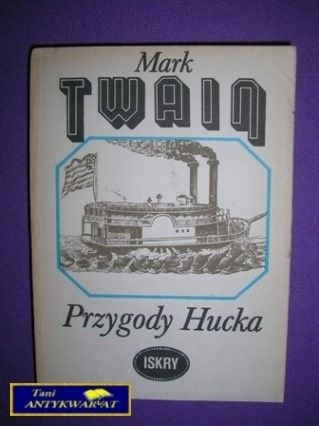 Mark
TWAIN
Przygody Hucka
ISKRY
Tani
ANTYKWARIAT